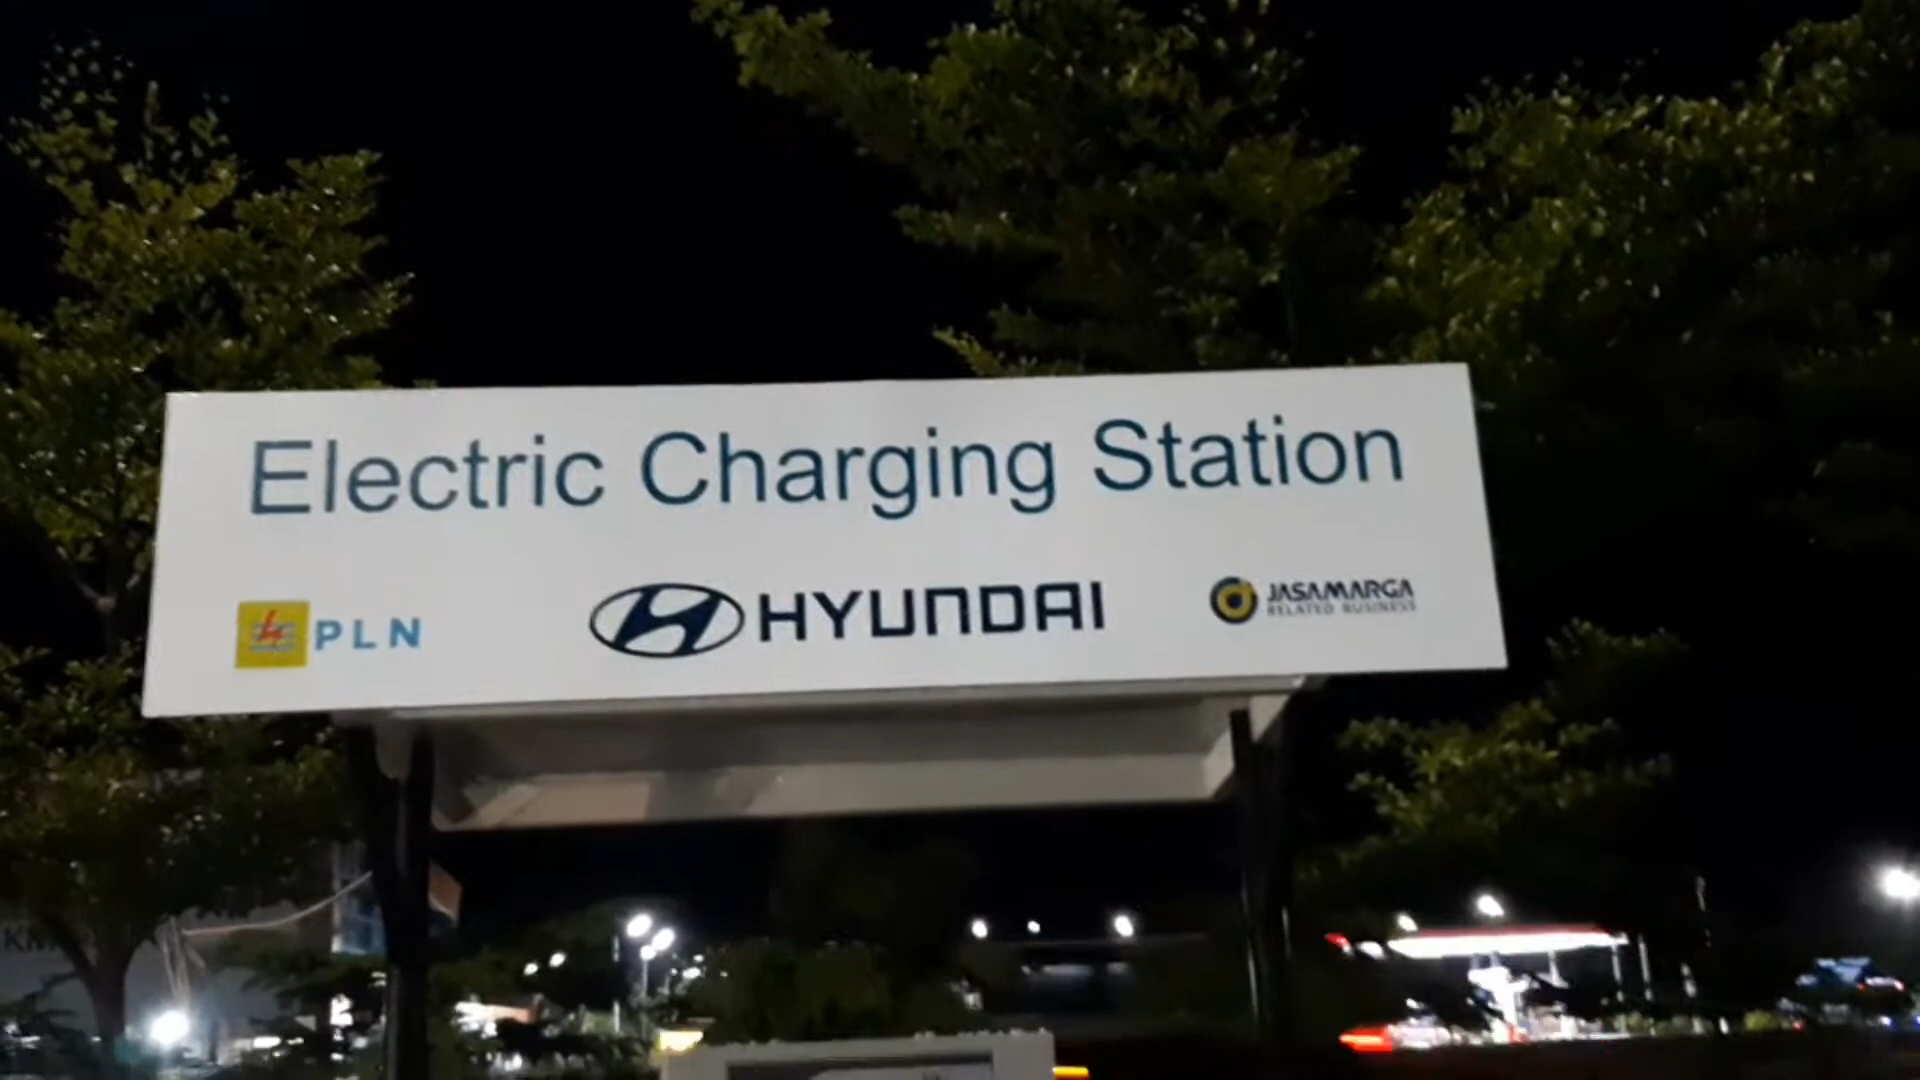 Electric Charging Station
PLN
HYUNDAI
JASAMARGA
RELATED BUSINESS